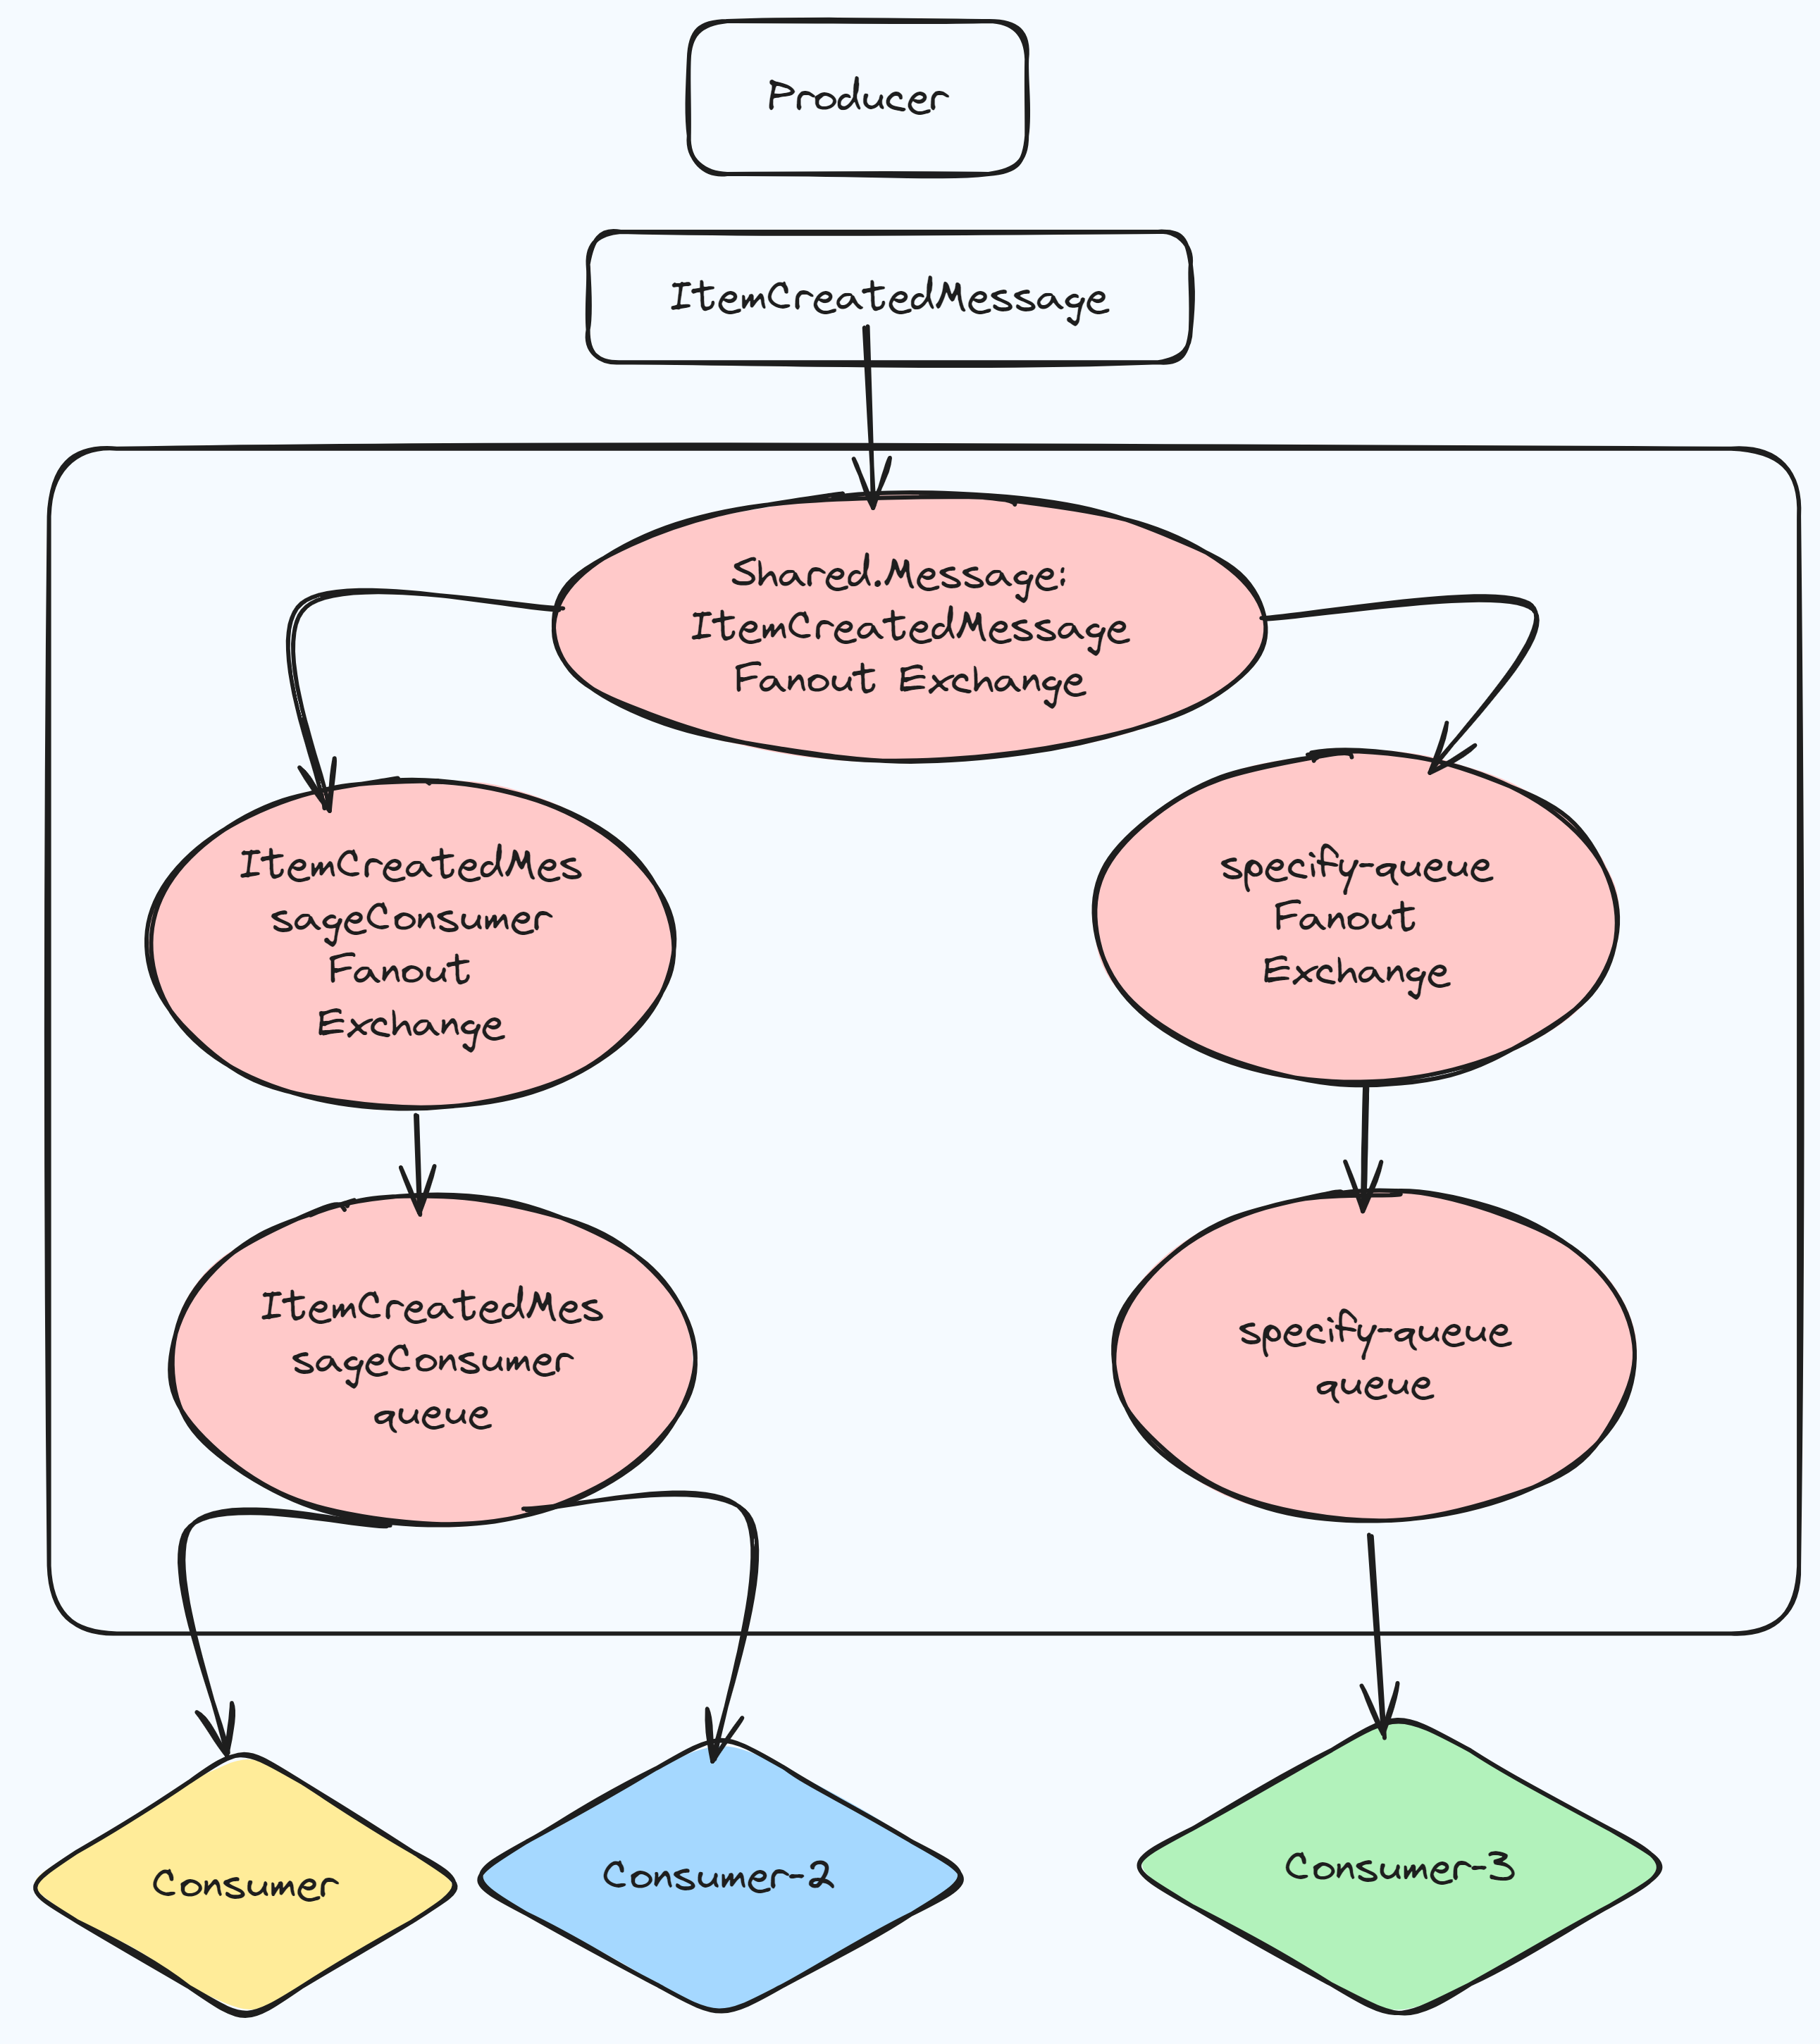 Producer
ItemCreatedMessage
Shared.Message:
ItemCreatedMessage
Fanout Exchange
ItemCreatedMes
sageConsumer
Fanout
Exchange
specify-queue
Fanout
Exchange
ItemCreatedMes
sageConsumer
queue
specify-queue
queue
Consumer
Consumer-2
Consumer-3